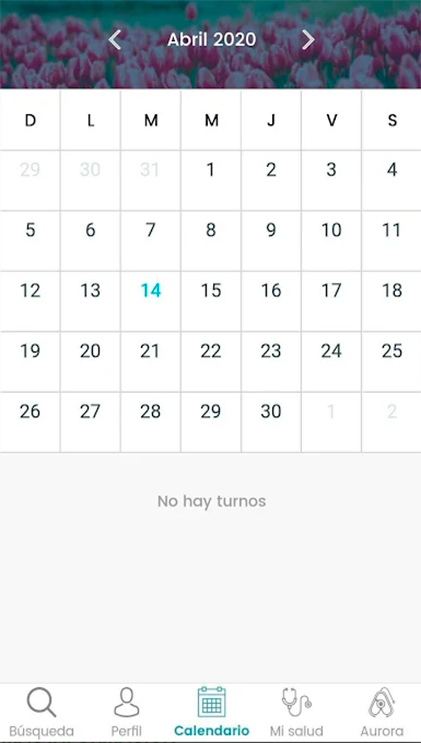 Abril 2020
D L M M J V S
29 30 31 1 2 3 4
5 6 7 8 9 10 11
12 13 14 15 16 17 18
19 20 21 22 23 24 25
26 27 28 29 30 1 2
No hay turnos
Búsqueda Perfil Calendario Mi salud Aurora